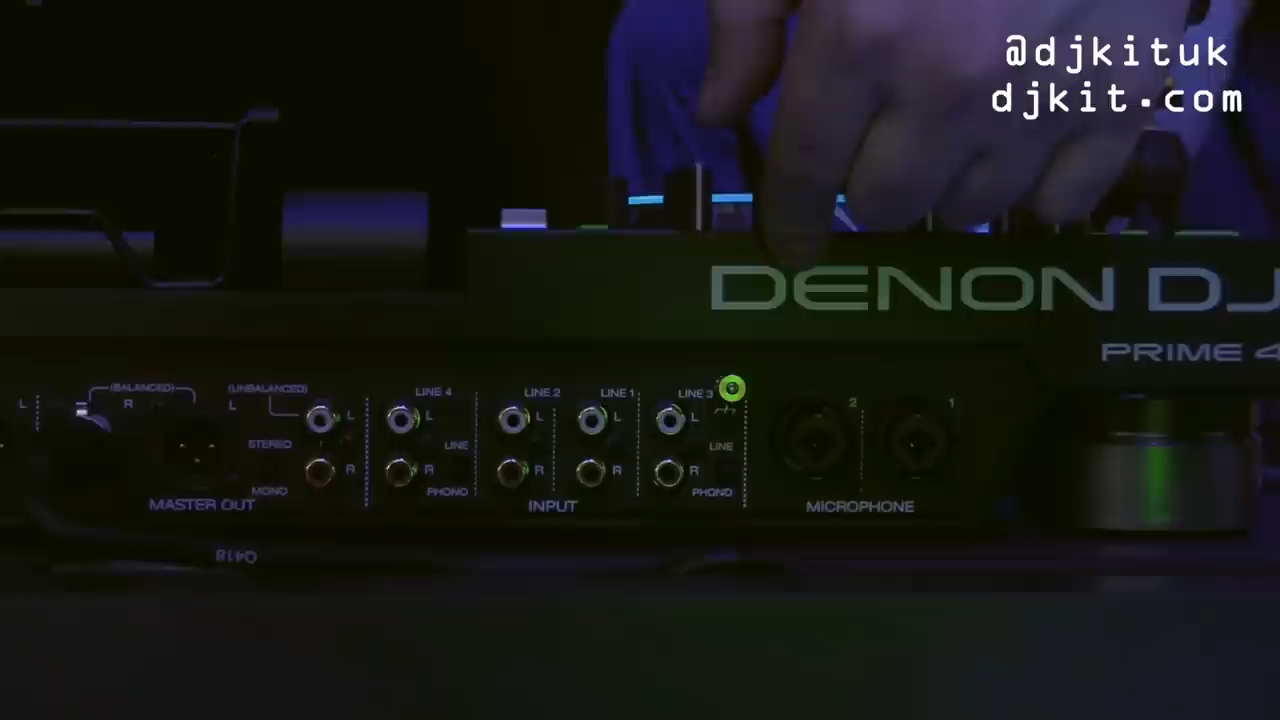 @djkituk
djkit.com
DENON DJ
PRIME 4
L
(BALANCED)
R
(UNBALANCED)
L
L
STEREO
MONO
R
MASTER OUT
LINE 4
L
LINE
R
PHONO
LINE 2
L
R
LINE 1
L
R
INPUT
LINE 3
L
LINE
R
PHONO
2
1
MICROPHONE
Q418